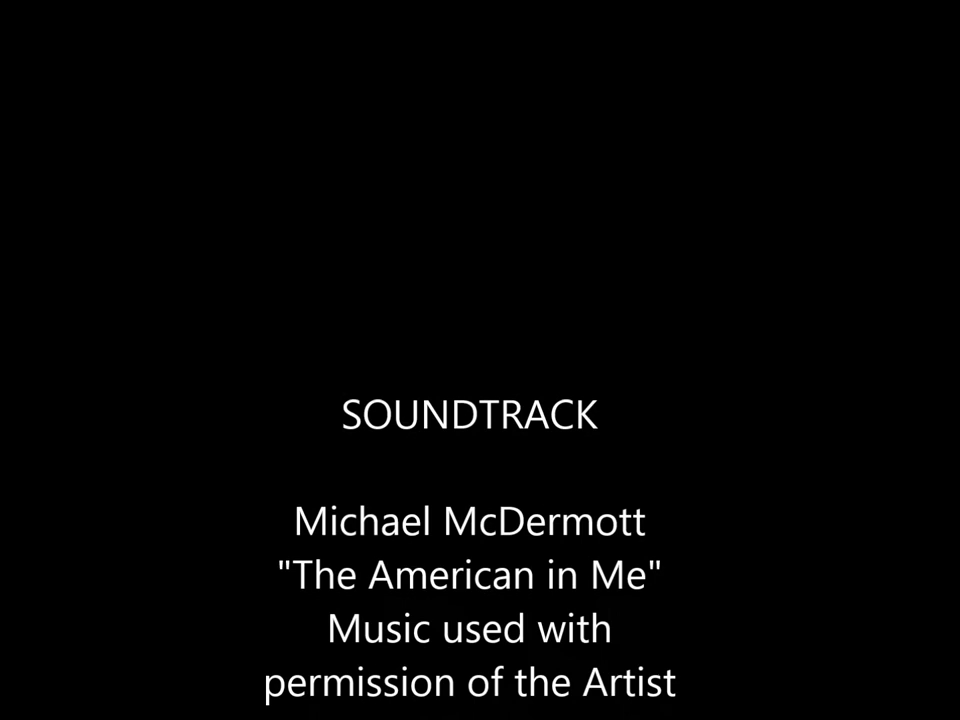 SOUNDTRACK
Michael McDermott
"The American in Me"
Music used with
permission of the Artist